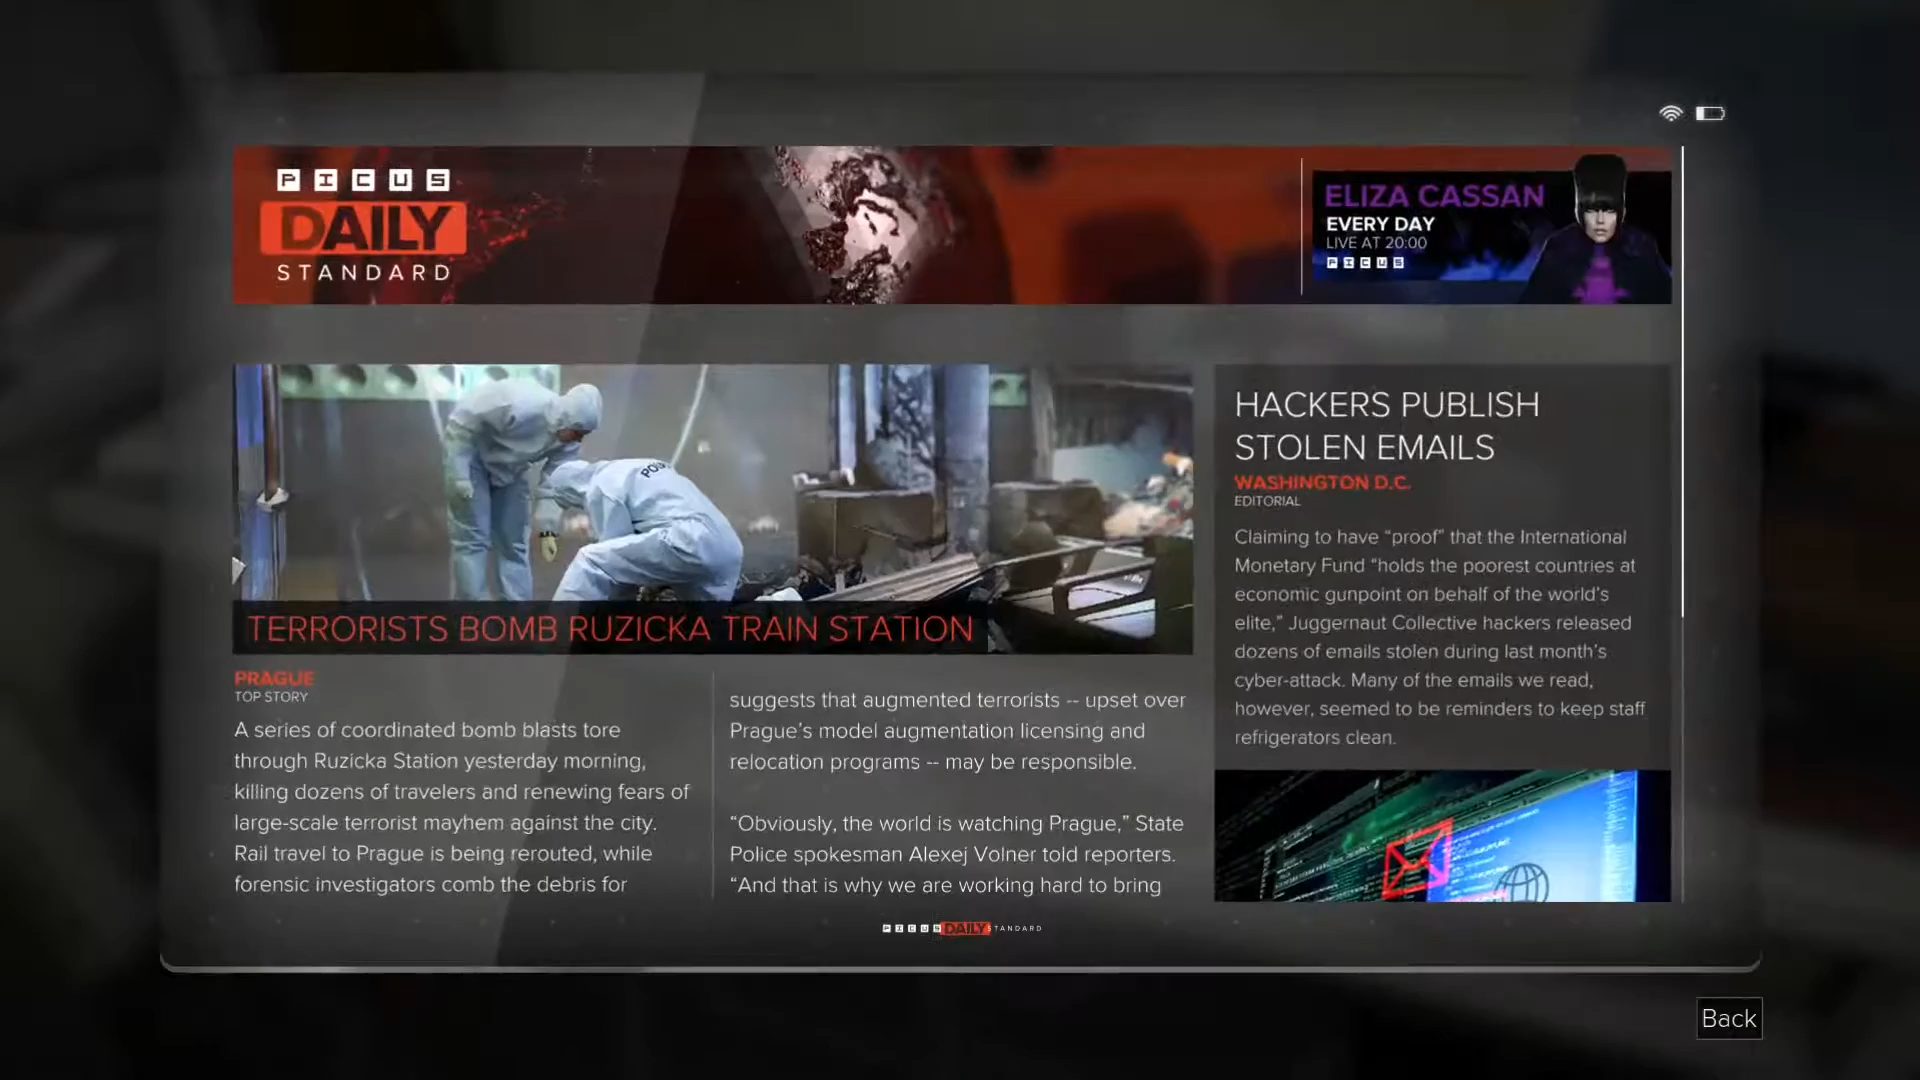 PICUS
DAILY
STANDARD
ELIZA CASSAN
EVERY DAY
LIVE AT 20:00
PICUS
TERRORISTS BOMB RUZICKA TRAIN STATION
PRAGUE
TOP STORY
A series of coordinated bomb blasts tore
through Ruzicka Station yesterday morning,
killing dozens of travelers and renewing fears of
large-scale terrorist mayhem against the city.
Rail travel to Prague is being rerouted, while
forensic investigators comb the debris for
suggests that augmented terrorists -- upset over
Prague’s model augmentation licensing and
relocation programs -- may be responsible.
“Obviously, the world is watching Prague,” State
Police spokesman Alexej Volner told reporters.
“And that is why we are working hard to bring
HACKERS PUBLISH
STOLEN EMAILS
WASHINGTON D.C.
EDITORIAL
Claiming to have “proof” that the International
Monetary Fund “holds the poorest countries at
economic gunpoint on behalf of the world’s
elite,” Juggernaut Collective hackers released
dozens of emails stolen during last month’s
cyber-attack. Many of the emails we read,
however, seemed to be reminders to keep staff
refrigerators clean.
PICUS DAILY STANDARD
Back